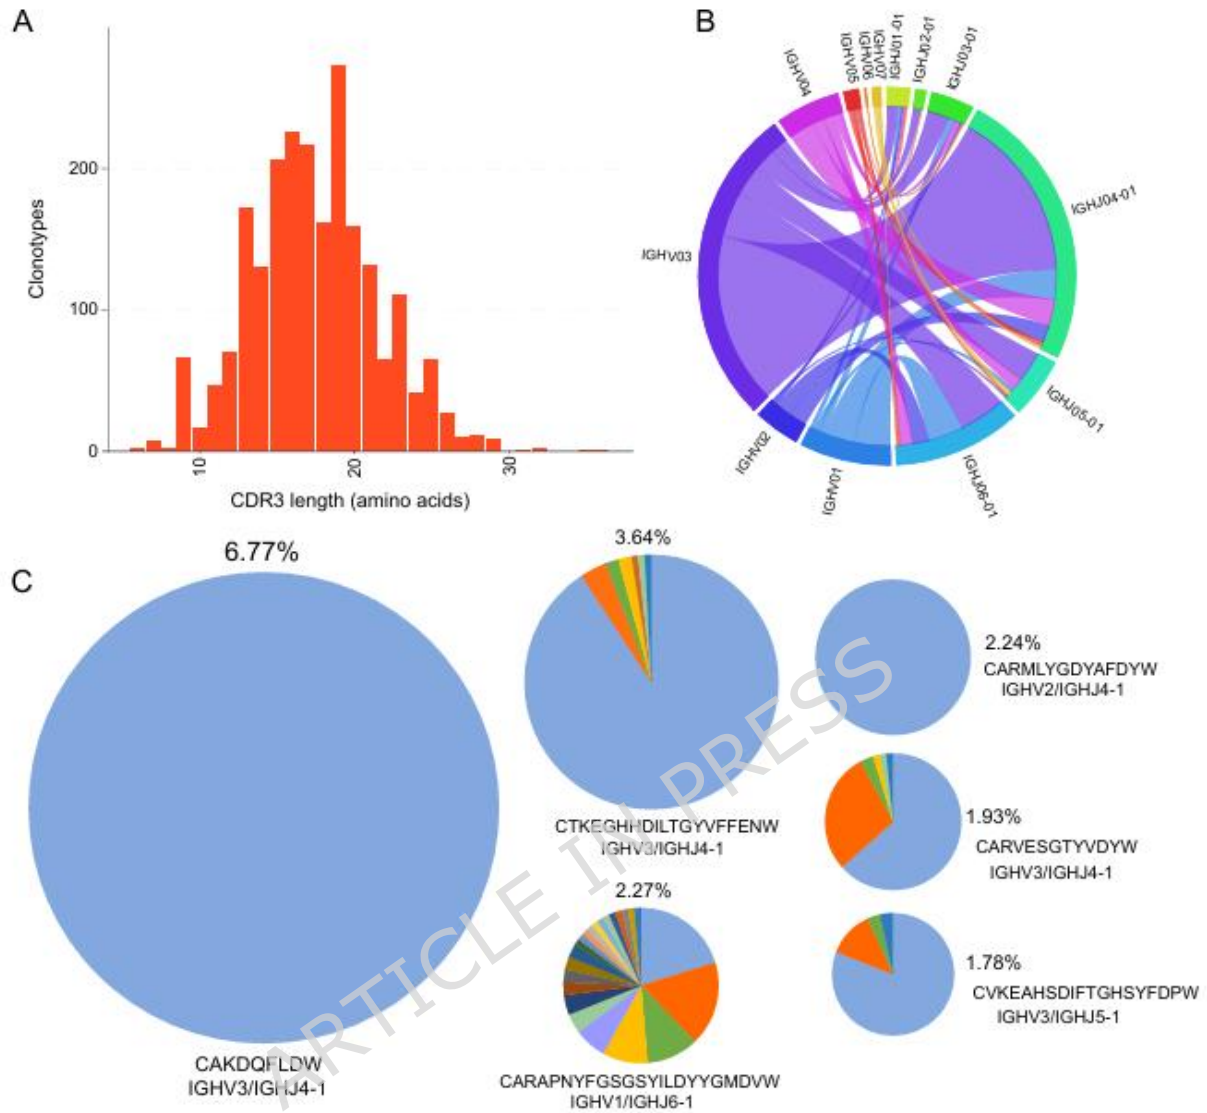 A
Clonotypes
200
100
0
10
20
30
CDR3 length (amino acids)
B
IGHV04
IGHV05
IGHV06
IGHV07
IGHJ01-01
IGHJ02-01
IGHJ03-01
IGHJ04-01
IGHV03
IGHJ05-01
IGHV02
IGHV01
IGHJ06-01
C
6.77%
CAKDQFLDW
IGHV3/IGHJ4-1
3.64%
CTKEGHHDILTGYVFFENW
IGHV3/IGHJ4-1
2.27%
CARAPNYFGSGSYILDYYGMDVW
IGHV1/IGHJ6-1
2.24%
CARMLYGDYAFDYW
IGHV2/IGHJ4-1
1.93%
CARVESGTYVDYW
IGHV3/IGHJ4-1
1.78%
CVKEAHSDIFTGHSYFDPW
IGHV3/IGHJ5-1
ARTICLE IN PRESS